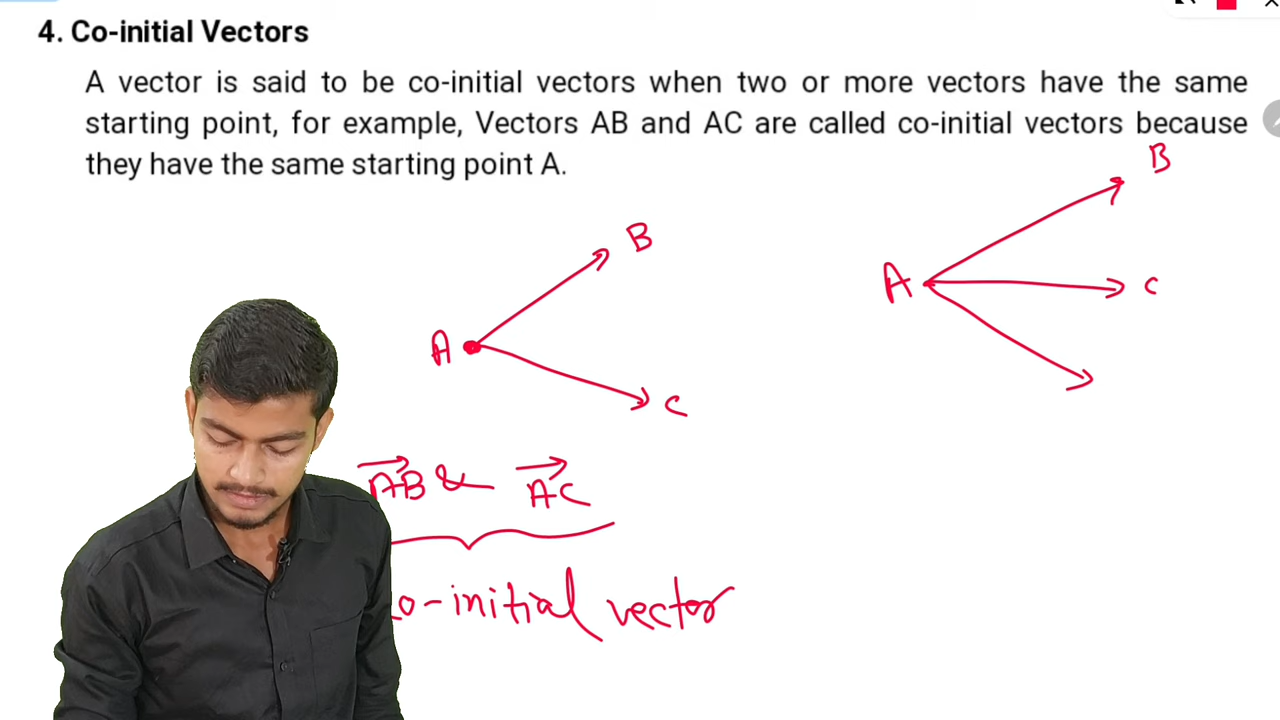 4. Co-initial Vectors
A vector is said to be co-initial vectors when two or more vectors have the same
starting point, for example, Vectors AB and AC are called co-initial vectors because
they have the same starting point A.
B
A
C
B
A
C
AB & AC
o-initial vector